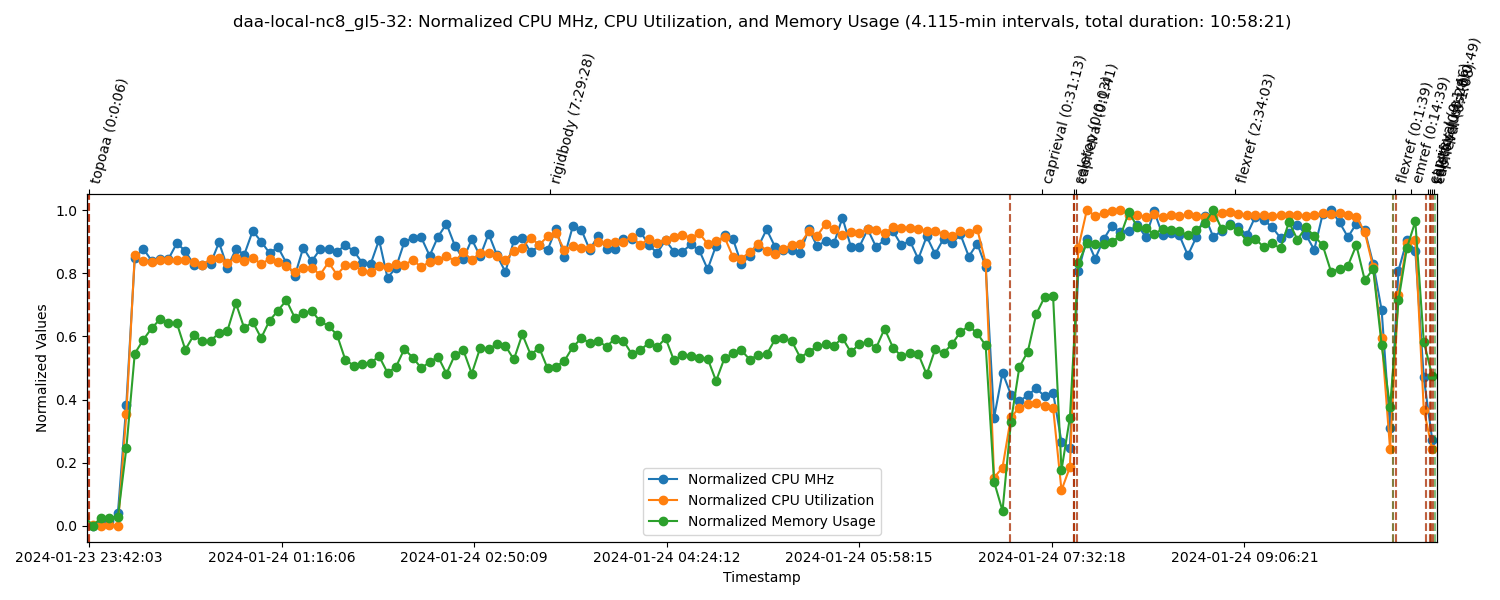 daa-local-nc8_gl5-32: Normalized CPU MHz, CPU Utilization, and Memory Usage (4.115-min intervals, total duration: 10:58:21)
topoaa (0:0:06)
rigidbody (7:29:28)
caprieval (0:31:13)
caprieval (0:1:41)
flexref (2:34:03)
flexref (0:1:39)
emref (0:14:39)
Normalized Values
1.0
0.8
0.6
0.4
0.2
0.0
Normalized CPU MHz
Normalized CPU Utilization
Normalized Memory Usage
2024-01-23 23:42:03
2024-01-24 01:16:06
2024-01-24 02:50:09
2024-01-24 04:24:12
2024-01-24 05:58:15
2024-01-24 07:32:18
2024-01-24 09:06:21
Timestamp